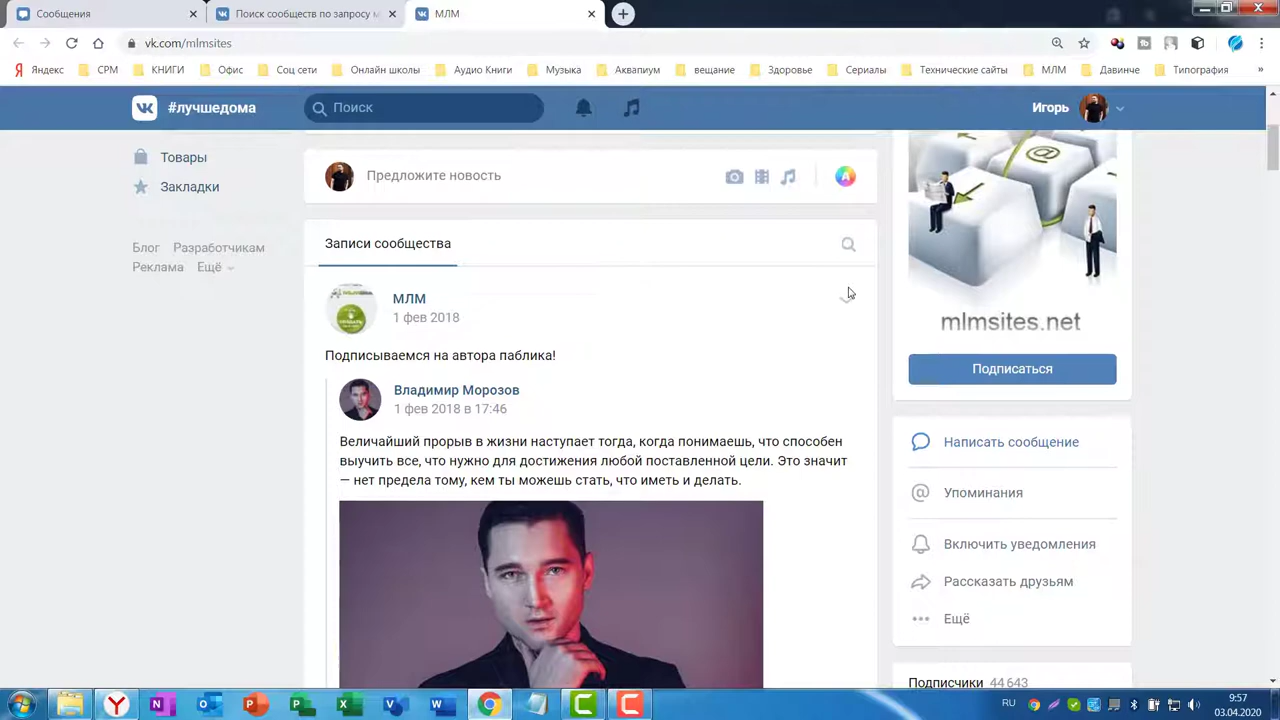 Сообщения
Поиск сообществ по запросу м
МЛМ
vk.com/mlmsites
Яндекс
СРМ
КНИГИ
Офис
Соц сети
Онлайн школы
Аудио Книги
Музыка
Аквапиум
вещание
Здоровье
Сериалы
Технические сайты
МЛМ
Давинче
Типография
»
#лучшедома
Поиск
Игорь
Товары
Закладки
Блог Разработчикам
Реклама Ещё
Предложите новость
Записи сообщества
МЛМ
1 фев 2018
Подписываемся на автора паблика!
Владимир Морозов
1 фев 2018 в 17:46
Величайший прорыв в жизни наступает тогда, когда понимаешь, что способен
выучить все, что нужно для достижения любой поставленной цели. Это значит
— нет предела тому, кем ты можешь стать, что иметь и делать.
mlmsites.net
Подписаться
Написать сообщение
Упоминания
Включить уведомления
Рассказать друзьям
Ещё
Подписчики 44 643
RU
9:57
03.04.2020